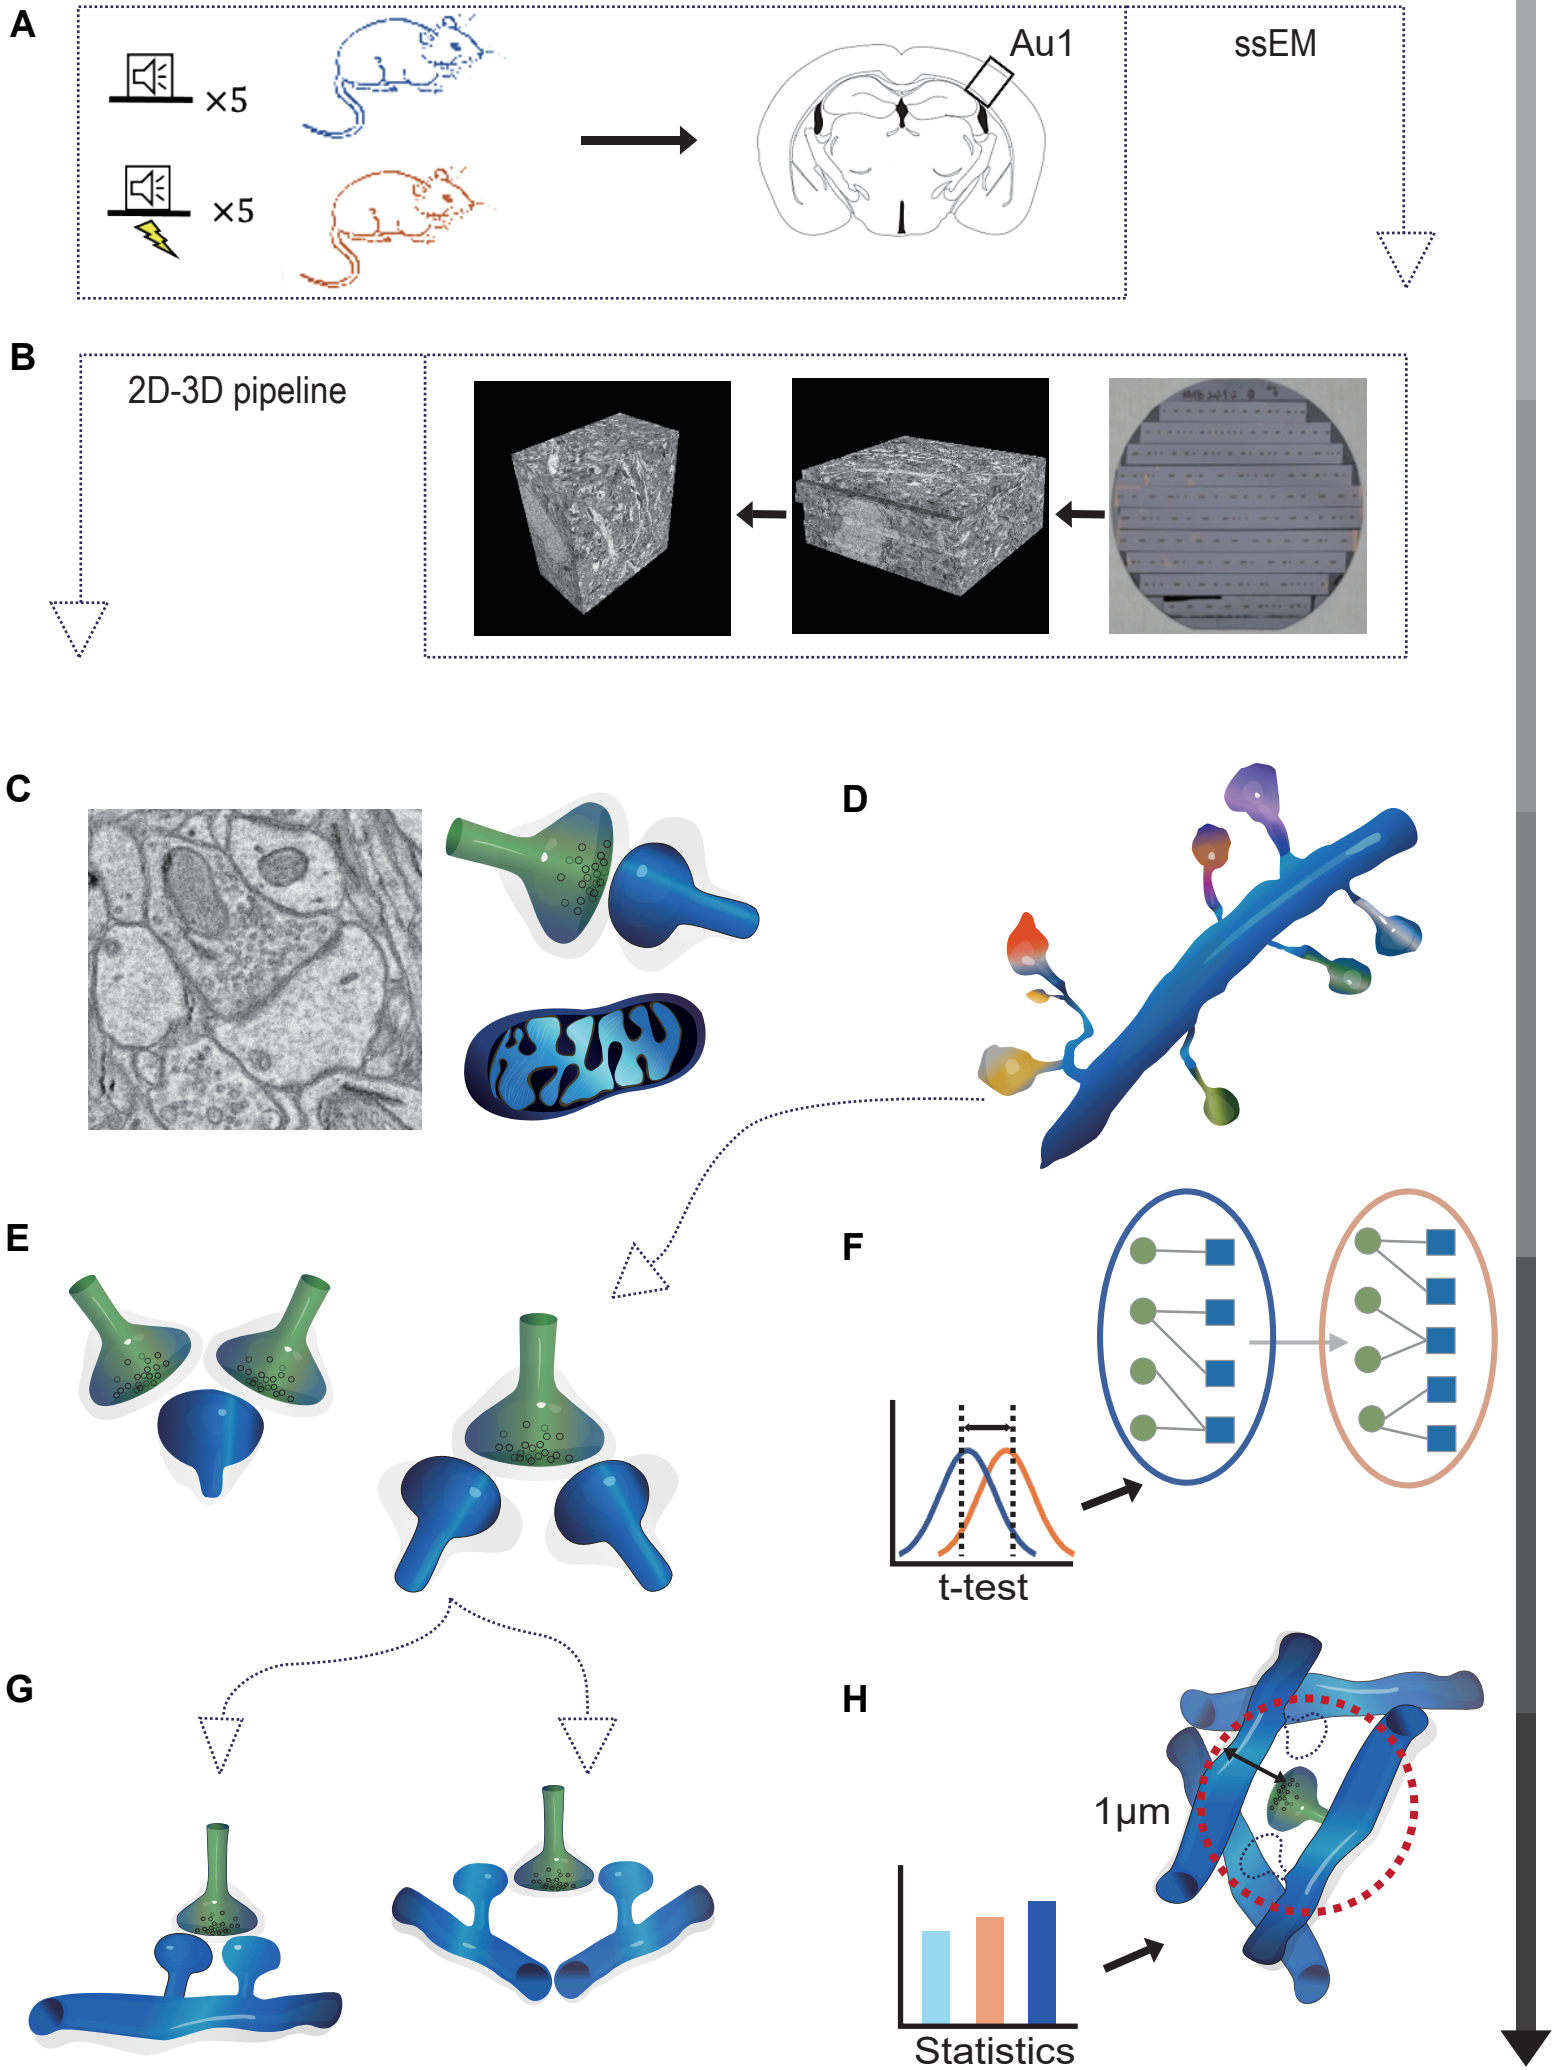 A
Au1
ssEM
×5
×5
B
2D-3D pipeline
C
D
E
F
t-test
G
H
1µm
Statistics